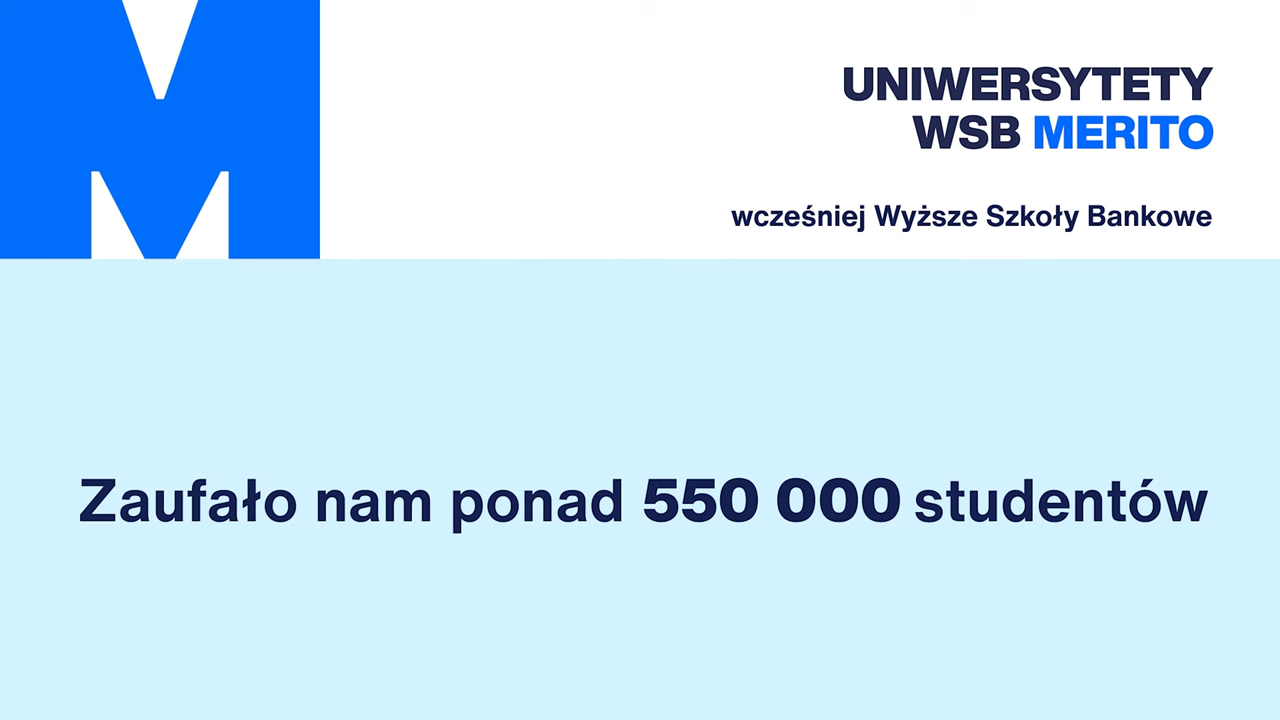 UNIWERSYTETY
WSB MERITO
wcześniej Wyższe Szkoły Bankowe
Zaufało nam ponad 550 000 studentów